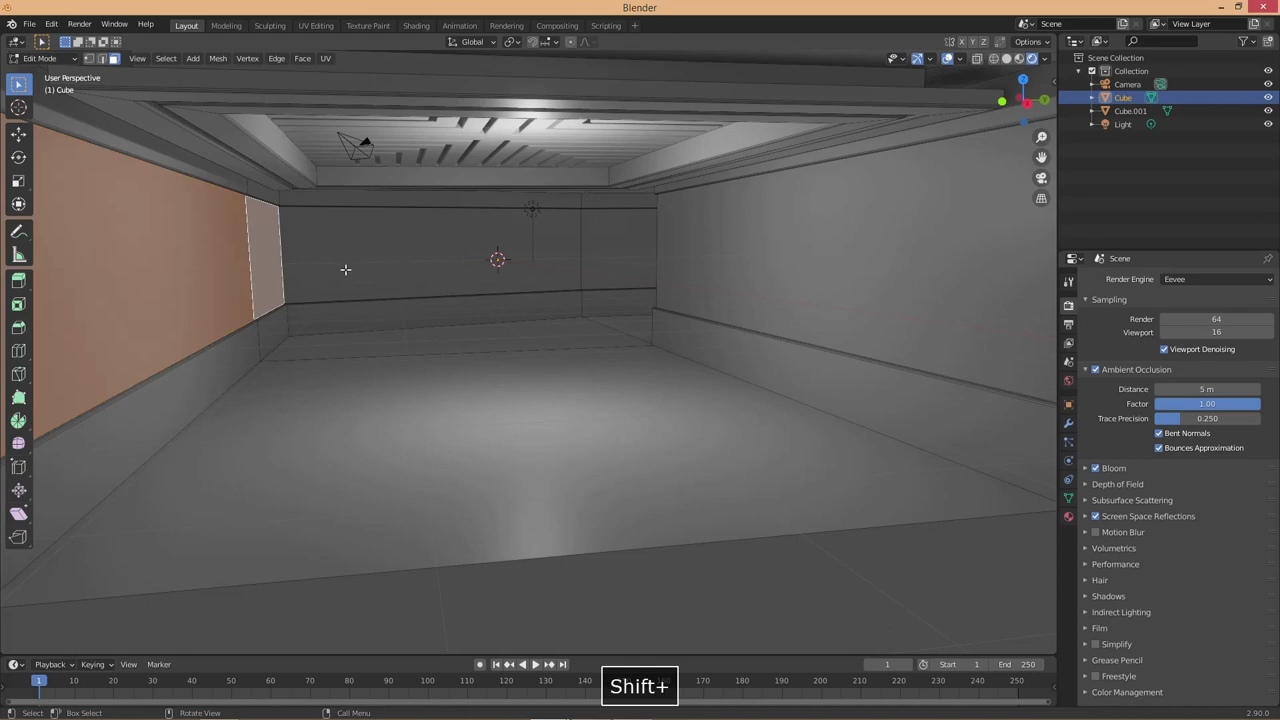 Blender
File Edit Render Window Help Layout Modeling Sculpting UV Editing Texture Paint Shading Animation Rendering Compositing Scripting + Scene View Layer
Global X Y Z Options
Edit Mode View Select Add Mesh Vertex Edge Face UV
User Perspective
(1) Cube
Z
Y
Scene Collection
Collection
Camera
Cube
Cube.001
Light
Scene
Render Engine Eevee
Sampling
Render 64
Viewport 16
Viewport Denoising
Ambient Occlusion
Distance 5 m
Factor 1.00
Trace Precision 0.250
Bent Normals
Bounces Approximation
Bloom
Depth of Field
Subsurface Scattering
Screen Space Reflections
Motion Blur
Volumetrics
Performance
Hair
Shadows
Indirect Lighting
Film
Simplify
Grease Pencil
Freestyle
Color Management
Playback Keying View Marker 1 Start 1 End 250
1 10 20 30 40 50 60 70 80 90 100 110 120 130 140 150 160 170 180 190 200 210 220 230 240 250
Shift+
Select Box Select Rotate View Call Menu 2.90.0